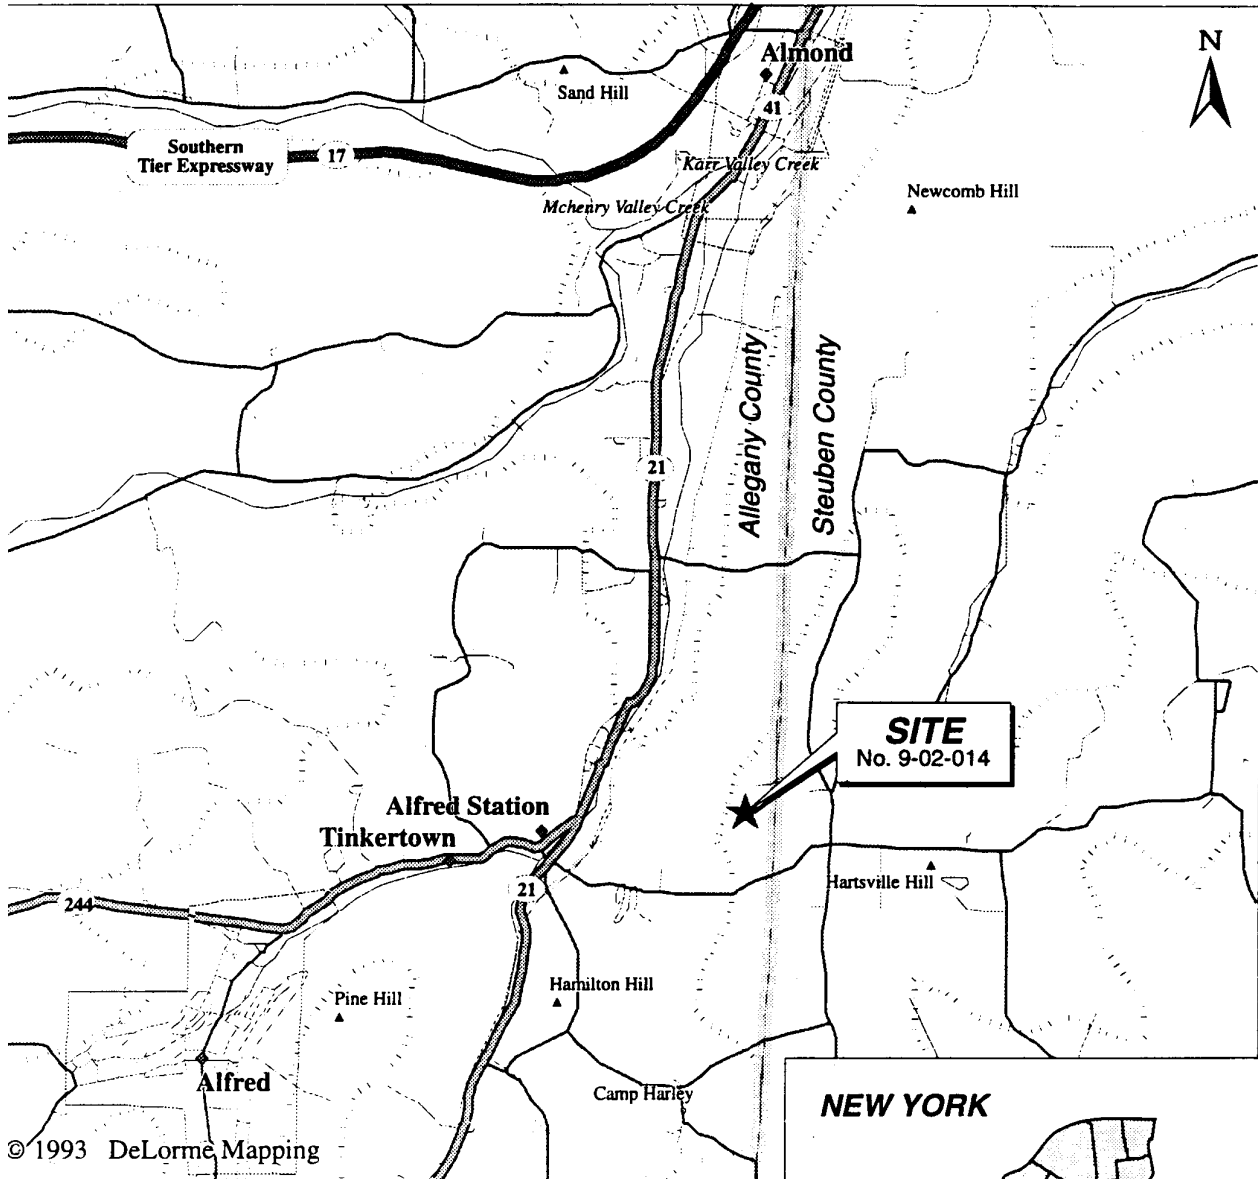 N
Almond
Sand Hill
41
Southern
Tier Expressway
17
Karr Valley Creek
Newcomb Hill
Mchenry Valley Creek
Allegany County
Steuben County
21
SITE
No. 9-02-014
Alfred Station
Tinkertown
Hartsville Hill
21
244
Hamilton Hill
Pine Hill
Alfred
Camp Harley
NEW YORK
© 1993 DeLorme Mapping